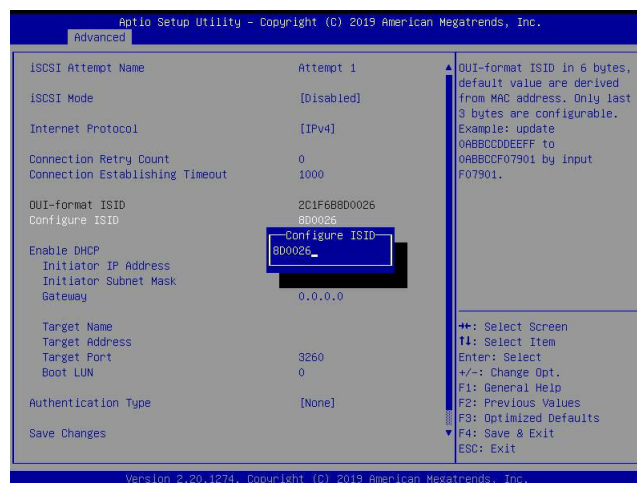 Aptio Setup Utility – Copyright (C) 2019 American Megatrends, Inc.
Advanced
iSCSI Attempt Name Attempt 1
iSCSI Mode [Disabled]
Internet Protocol [IPv4]
Connection Retry Count 0
Connection Establishing Timeout 1000
OUI-format ISID 2C1F6B8D0026
Configure ISID 8D0026
Configure ISID
8D0026_
Enable DHCP
Initiator IP Address
Initiator Subnet Mask
Gateway 0.0.0.0
Target Name
Target Address
Target Port 3260
Boot LUN 0
Authentication Type [None]
Save Changes
OUI-format ISID in 6 bytes,
default value are derived
from MAC address. Only last
3 bytes are configurable.
Example: update
0ABBCCDDEEFF to
0ABBCCF07901 by input
F07901.
→←: Select Screen
↑↓: Select Item
Enter: Select
+/-: Change Opt.
F1: General Help
F2: Previous Values
F3: Optimized Defaults
F4: Save & Exit
ESC: Exit
Version 2.20.1274. Copyright (C) 2019 American Megatrends, Inc.